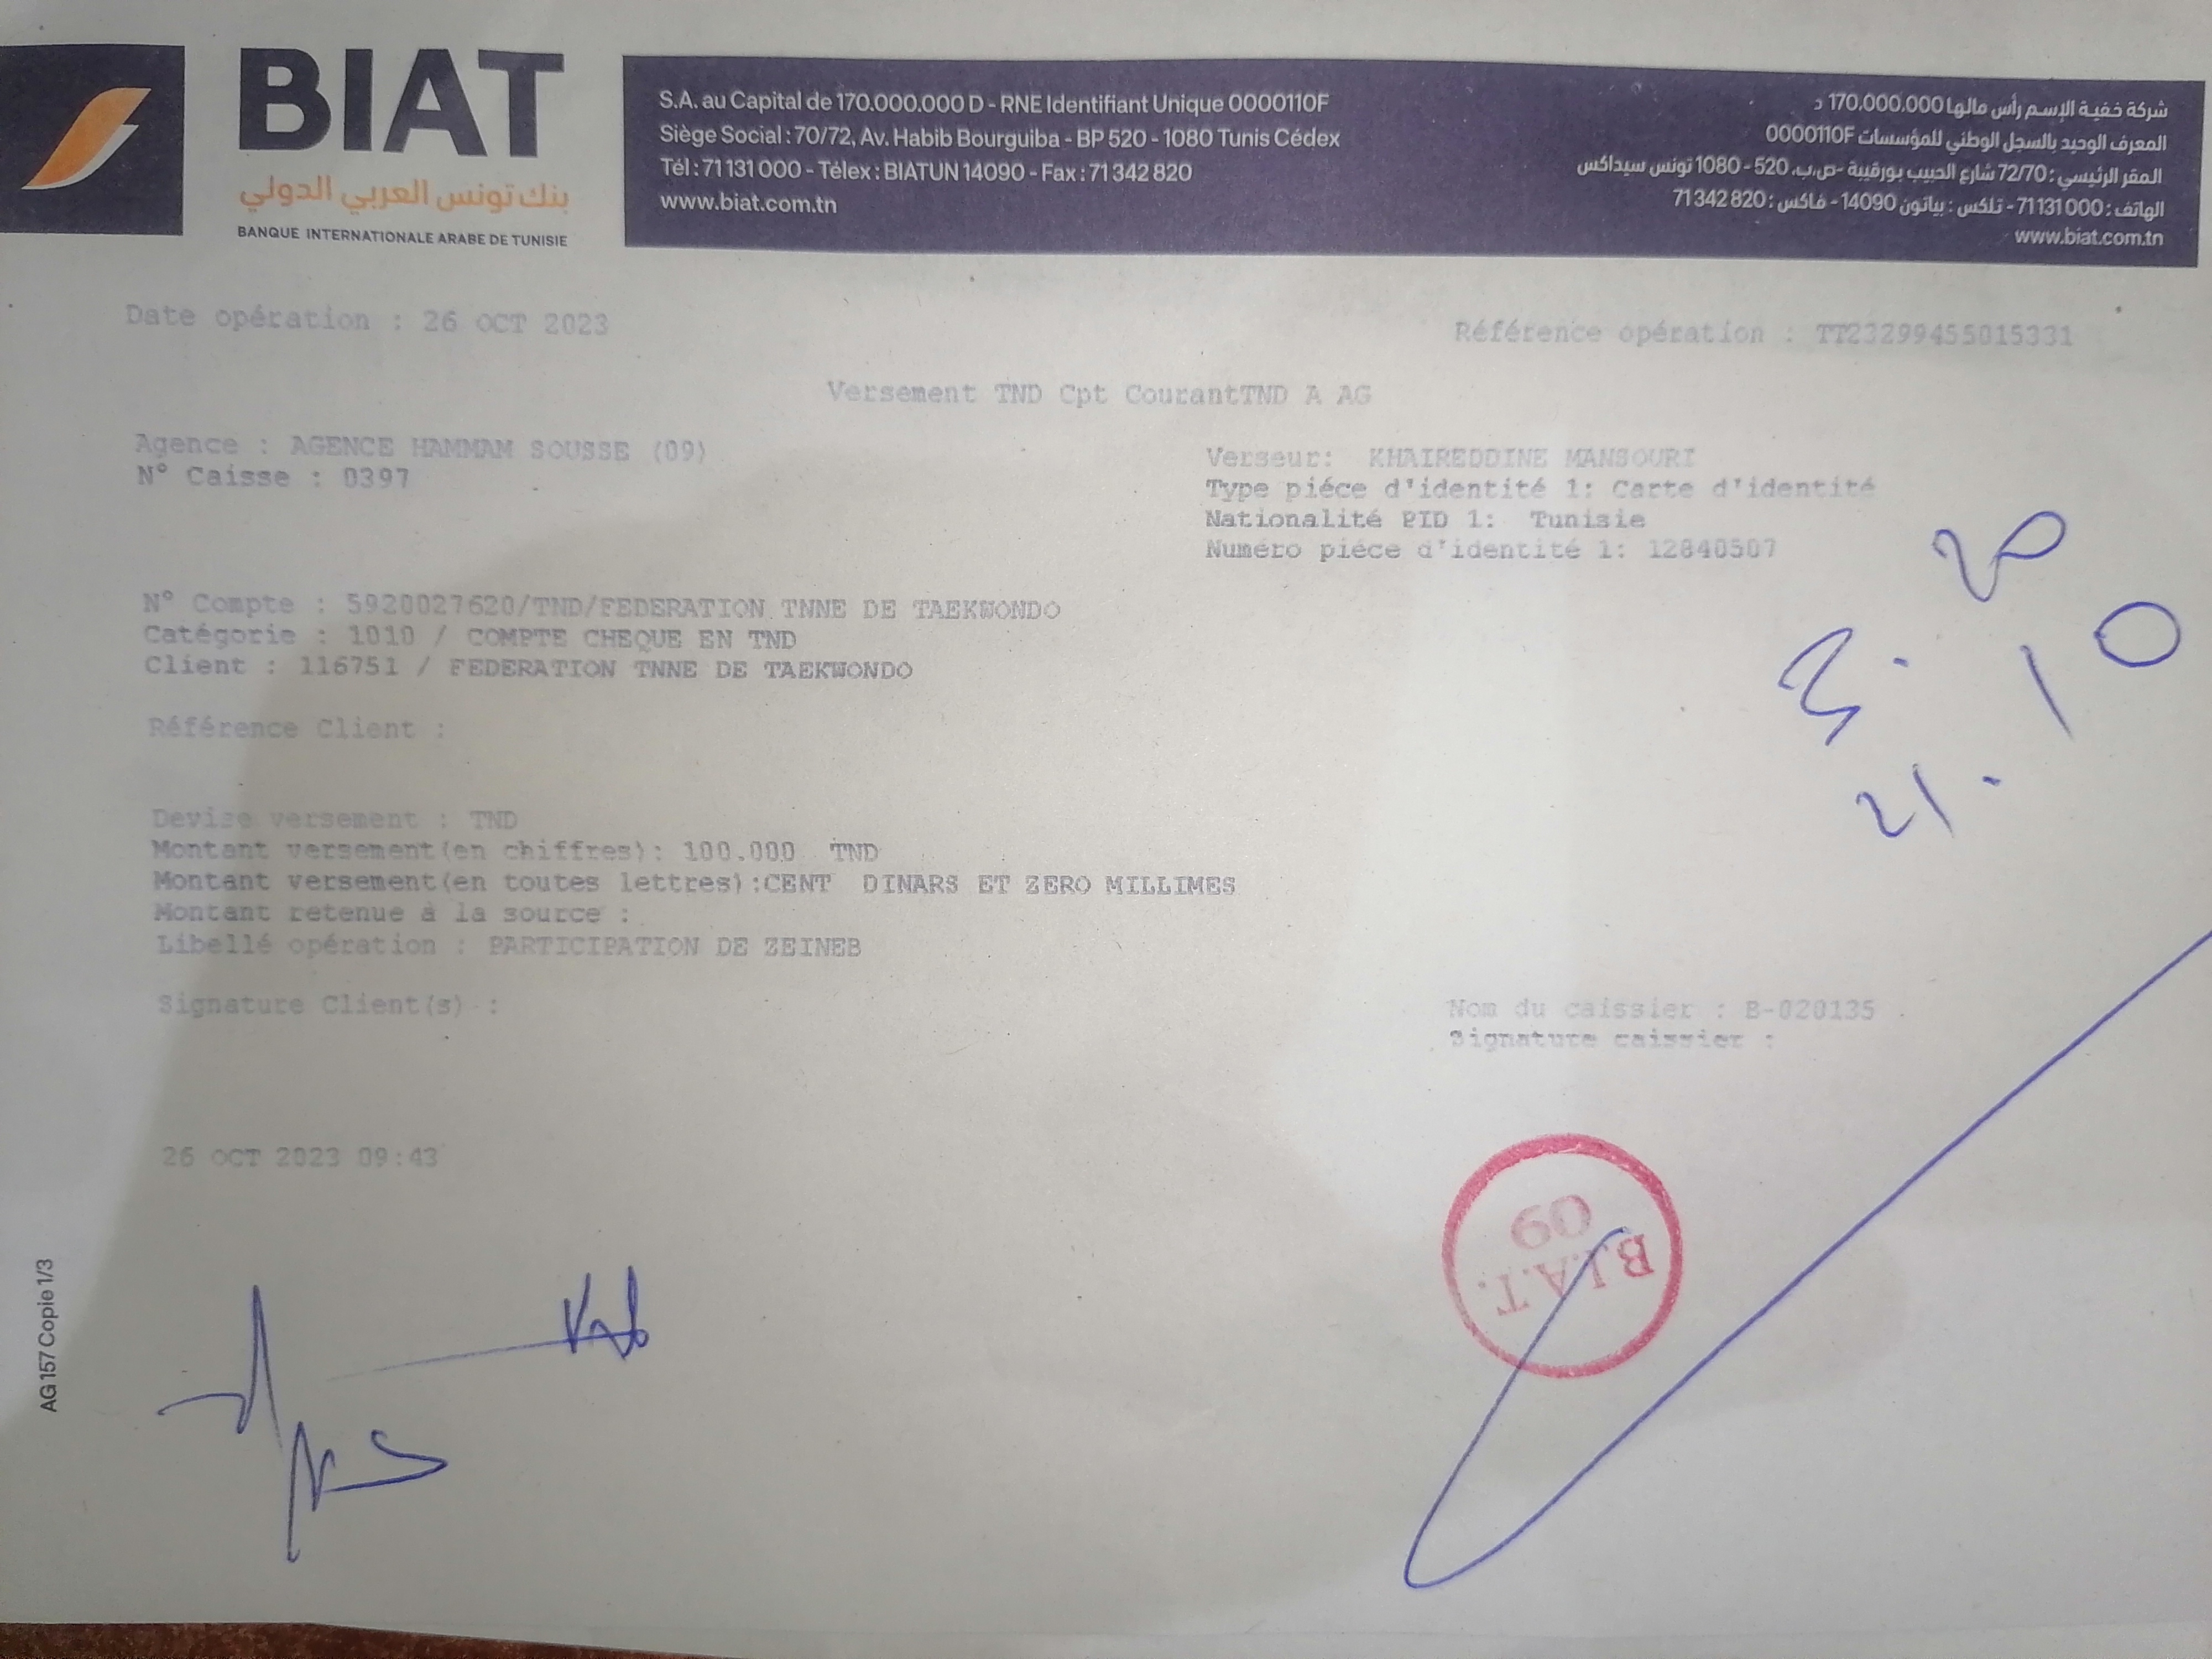 BIAT
بنك تونس العربي الدولي
BANQUE INTERNATIONALE ARABE DE TUNISIE
S.A. au Capital de 170.000.000 D - RNE Identifiant Unique 0000110F
Siège Social : 70/72, Av. Habib Bourguiba - BP 520 - 1080 Tunis Cédex
Tél : 71 131 000 - Télex : BIATUN 14090 - Fax : 71 342 820
www.biat.com.tn
شركة خفية الإسم رأس مالها 170.000.000 د
المعرف الوحيد بالسجل الوطني للمؤسسات 0000110F
المقر الرئيسي : 72/70 شارع الحبيب بورقيبة -ص.ب. 520 - 1080 تونس سيداكس
الهاتف : 71131 000 - تلكس : بياتون 14090 - فاكس : 820 342 71
www.biat.com.tn
Date opération : 26 OCT 2023
Référence opération : TT23299455015331
Versement TND Cpt CourantTND A AG
Agence : AGENCE HAMMAM SOUSSE (09)
N° Caisse : 0397
Verseur: KHAIREDDINE MANSOURI
Type piéce d'identité 1: Carte d'identité
Nationalité PID 1: Tunisie
Numéro piéce d'identité 1: 12840507
N° Compte : 5920027620/TND/FEDERATION TNNE DE TAEKWONDO
Catégorie : 1010 / COMPTE CHEQUE EN TND
Client : 116751 / FEDERATION TNNE DE TAEKWONDO
Référence Client :
20
10
21.
Devise versement : TND
Montant versement(en chiffres): 100.000 TND
Montant versement(en toutes lettres):CENT DINARS ET ZERO MILLIMES
Montant retenue à la source :
Libellé opération : PARTICIPATION DE ZEINEB
Signature Client(s) :
Nom du caissier : B-020135
Signature caissier :
26 OCT 2023 09:43
B.I.A.T.
09
AG 157 Copie 1/3